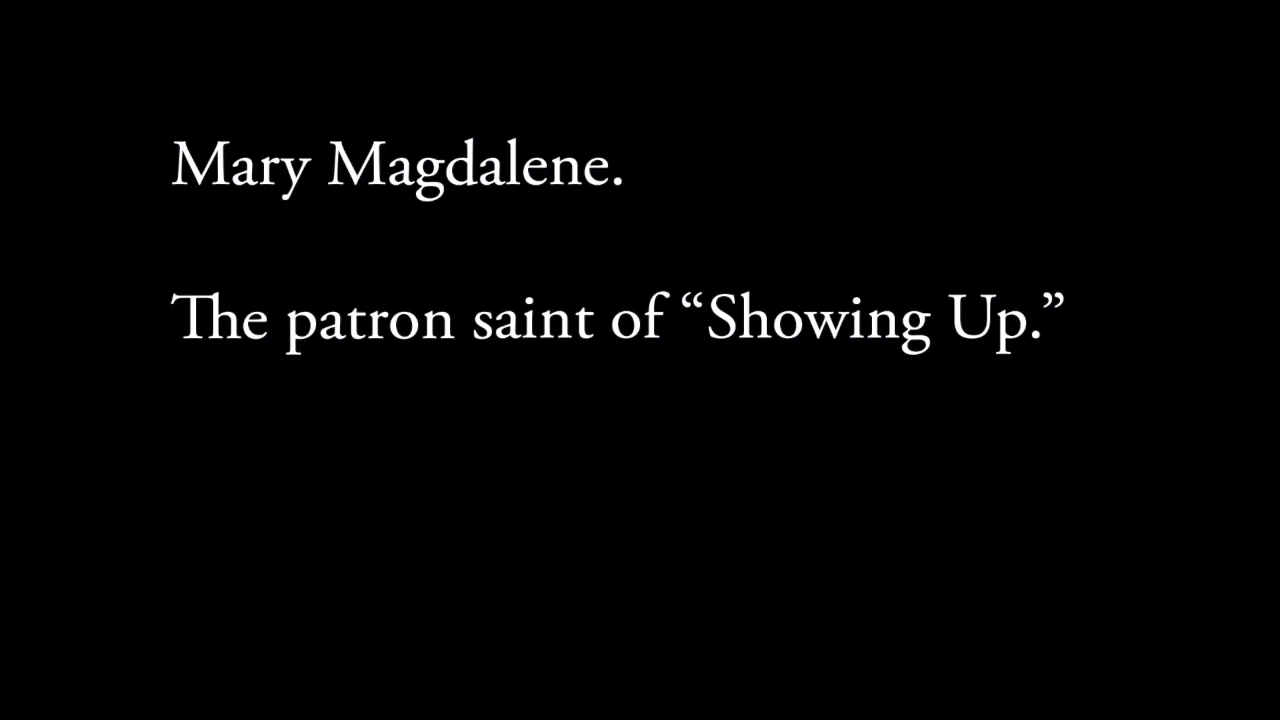 Mary Magdalene.
The patron saint of “Showing Up.”